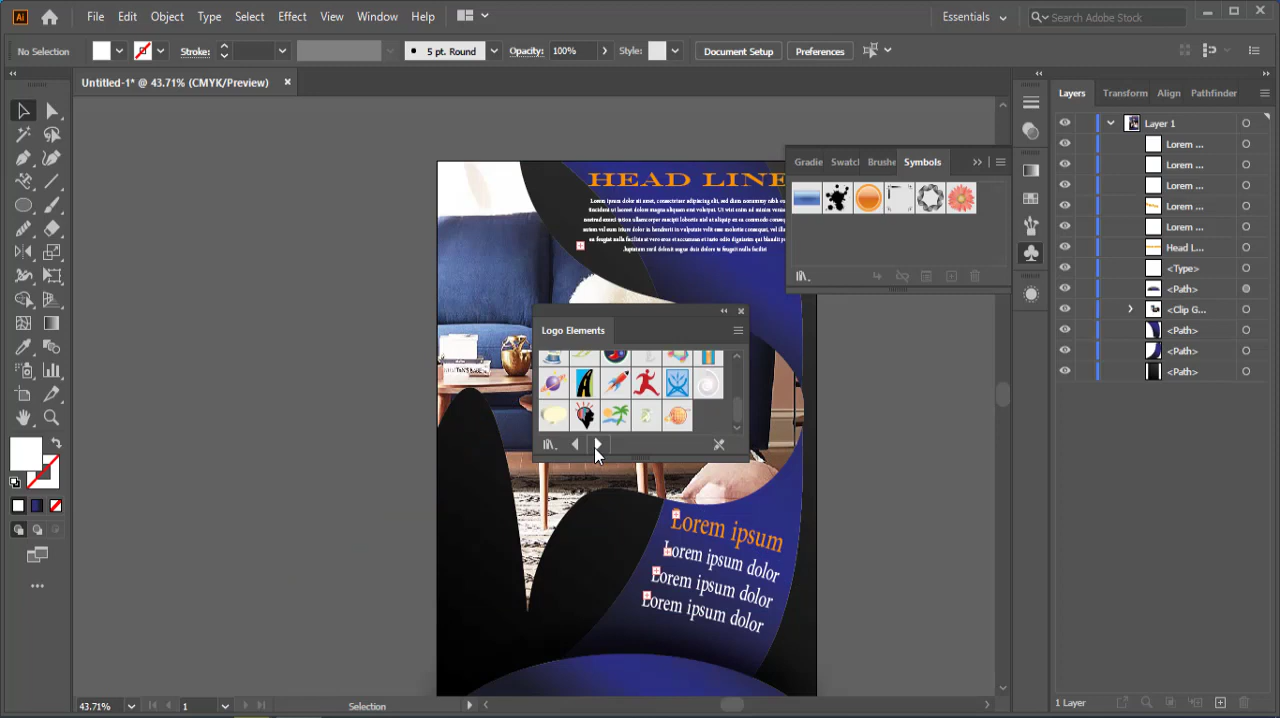 Ai File Edit Object Type Select Effect View Window Help Essentials Search Adobe Stock
No Selection Stroke: 5 pt. Round Opacity: 100% Style: Document Setup Preferences
Untitled-1* @ 43.71% (CMYK/Preview)
Layers Transform Align Pathfinder
Layer 1
Lorem ...
Lorem ...
Lorem ...
Lorem ...
Lorem ...
Head L...
<Type>
<Path>
<Clip G...
<Path>
<Path>
<Path>
Gradie Swatcl Brushe Symbols
HEAD LINE
Logo Elements
Lorem ipsum
Lorem ipsum dolor
Lorem ipsum dolor
Lorem ipsum dolor
43.71% 1 Selection 1 Layer